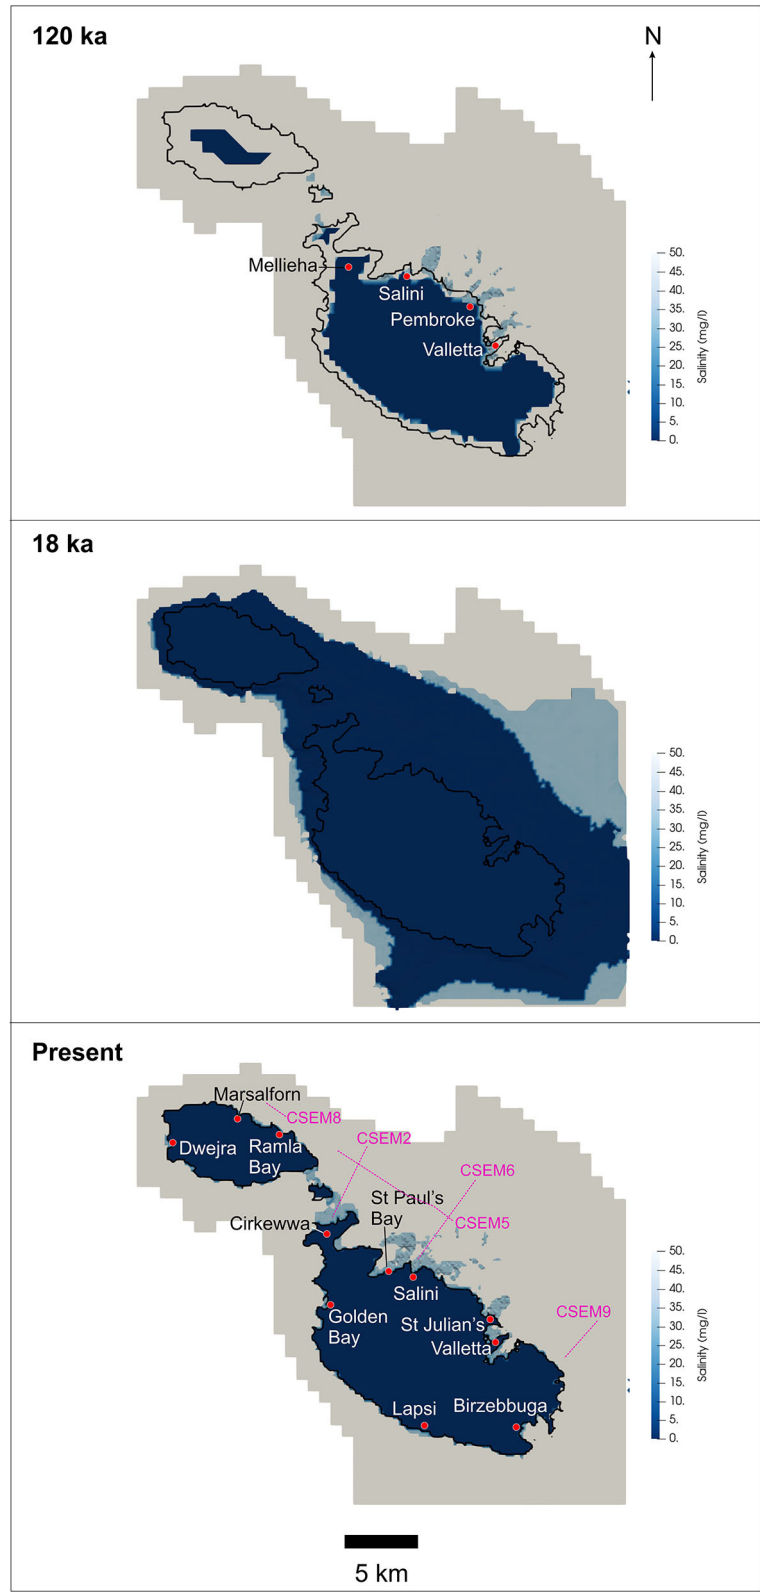 120 ka
N
Mellieha
Salini
Pembroke
Valletta
50.
45.
40.
35.
30.
25.
20.
15.
10.
5.
0.
Salinity (mg/l)
18 ka
50.
45.
40.
35.
30.
25.
20.
15.
10.
5.
0.
Salinity (mg/l)
Present
Marsalforn
CSEM8
Dwejra
Ramla
Bay
CSEM2
CSEM6
St Paul's
Bay
CSEM5
Cirkewwa
Salini
Golden
Bay
St Julian's
Valletta
CSEM9
Lapsi
Birzebbuga
50.
45.
40.
35.
30.
25.
20.
15.
10.
5.
0.
Salinity (mg/l)
5 km